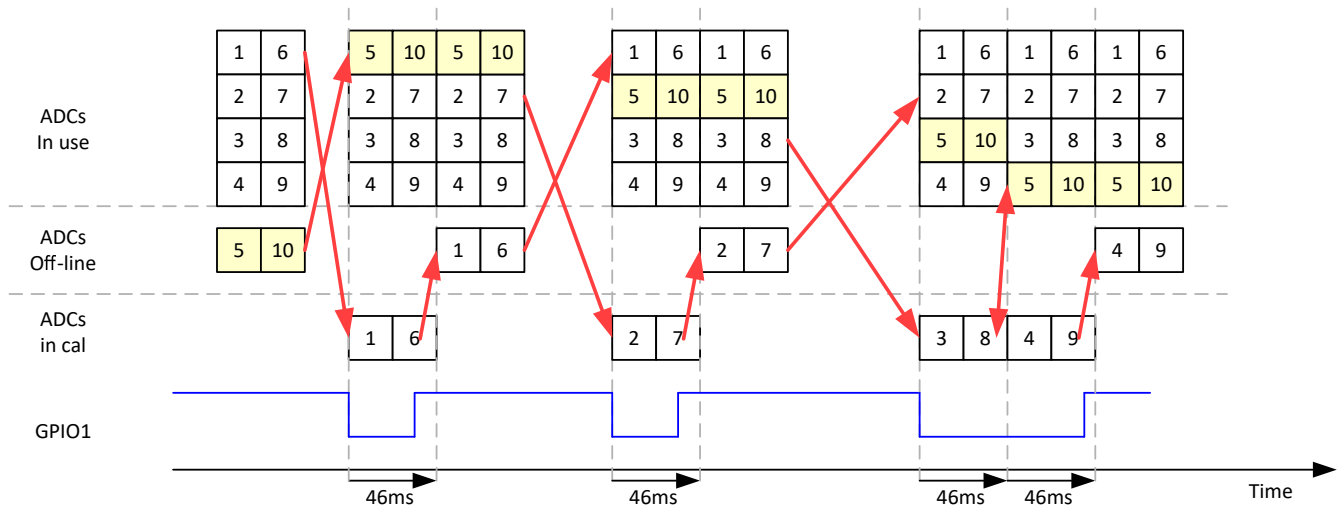 1 6 5 10 5 10 1 6 1 6 1 6 1 6 1 6
2 7 2 7 2 7 5 10 5 10 2 7 2 7 2 7
3 8 3 8 3 8 3 8 3 8 5 10 3 8 3 8
4 9 4 9 4 9 4 9 4 9 4 9 5 10 5 10
ADCs
In use
ADCs
Off-line
5 10 1 6 2 7 4 9
ADCs
in cal
1 6 2 7 3 8 4 9
GPIO1
46ms 46ms 46ms 46ms
Time